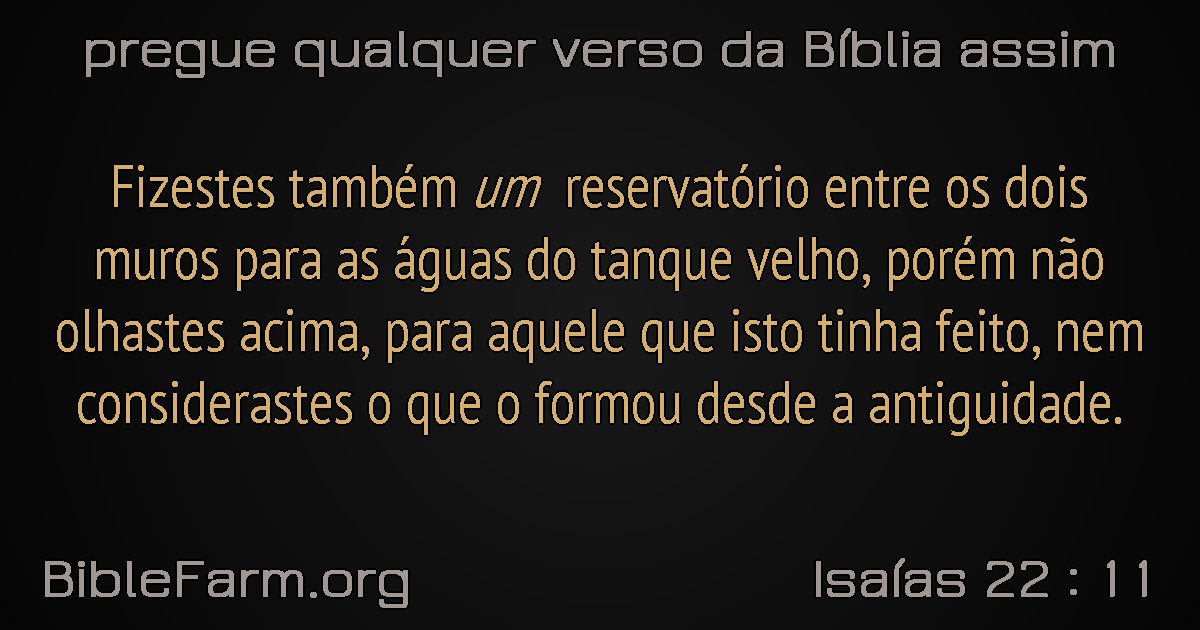 pregue qualquer verso da Bíblia assim
Fizestes também um reservatório entre os dois
muros para as águas do tanque velho, porém não
olhastes acima, para aquele que isto tinha feito, nem
considerastes o que o formou desde a antiguidade.
BibleFarm.org
Isaías 22 : 11